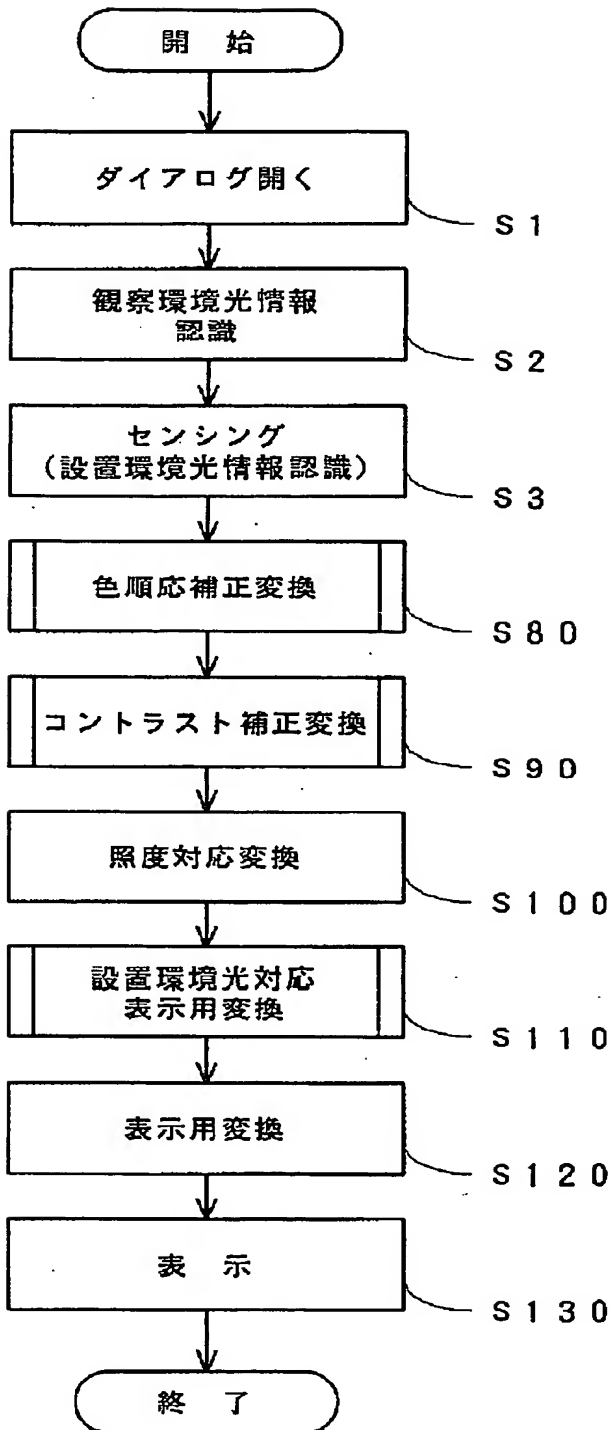 開　始
ダイアログ開く
S1
観察環境光情報
認識
S2
センシング
（設置環境光情報認識）
S3
色順応補正変換
S80
コントラスト補正変換
S90
照度対応変換
S100
設置環境光対応
表示用変換
S110
表示用変換
S120
表　示
S130
終　了